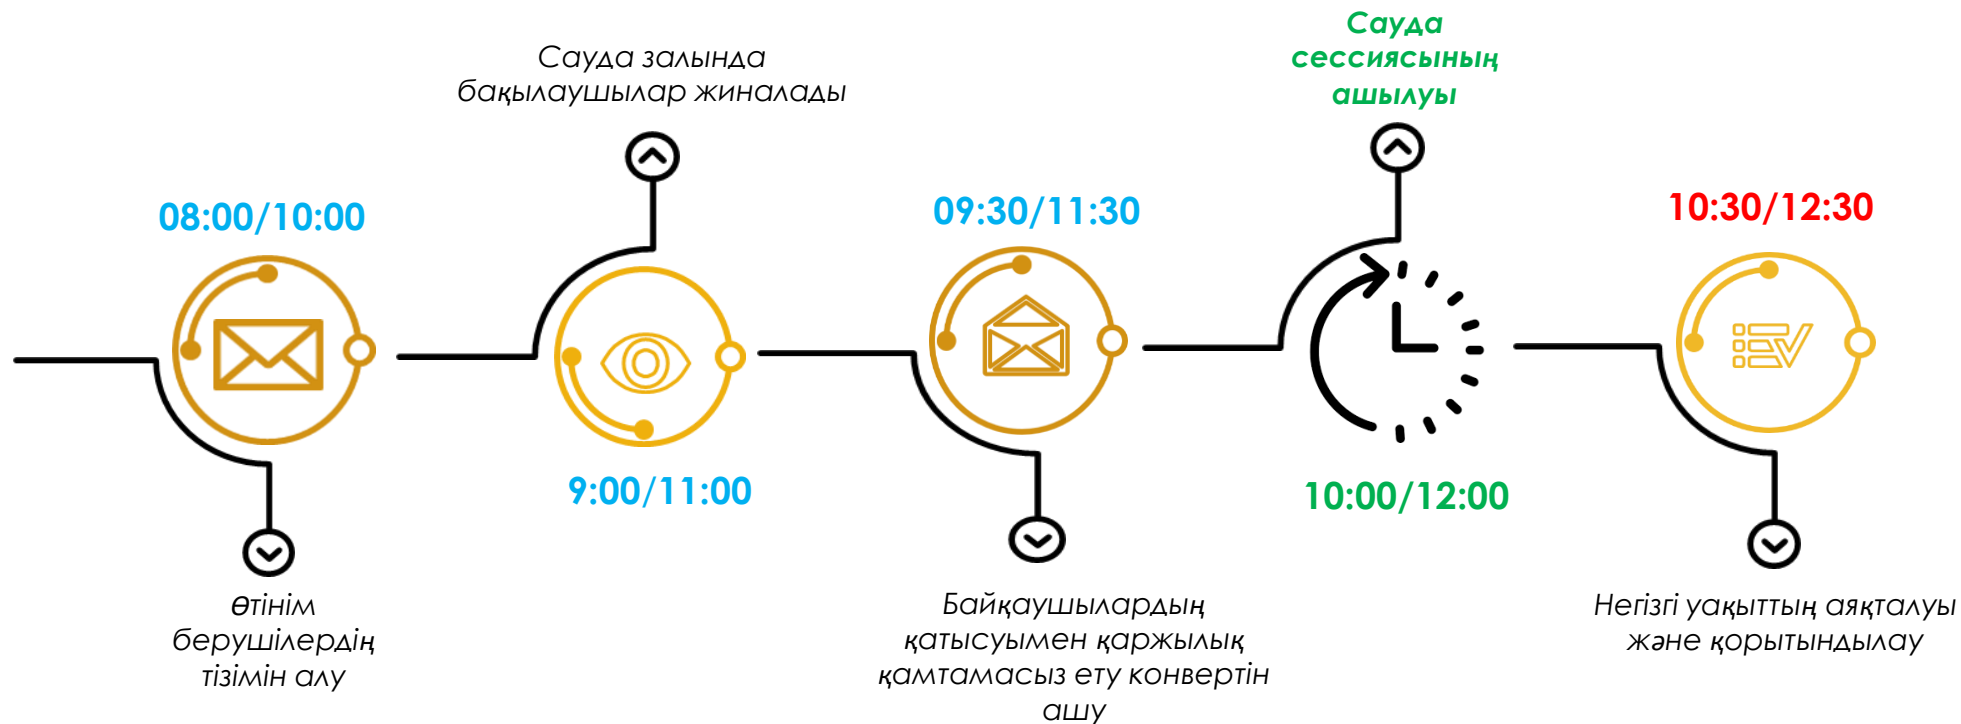 08:00/10:00
Өтінім
берушілердің
тізімін алу
Сауда залында
бақылаушылар жиналады
9:00/11:00
09:30/11:30
Байқаушылардың
қатысуымен қаржылық
қамтамасыз ету конвертін
ашу
Сауда
сессиясының
ашылуы
10:00/12:00
10:30/12:30
Негізгі уақыттың аяқталуы
және қорытындылау